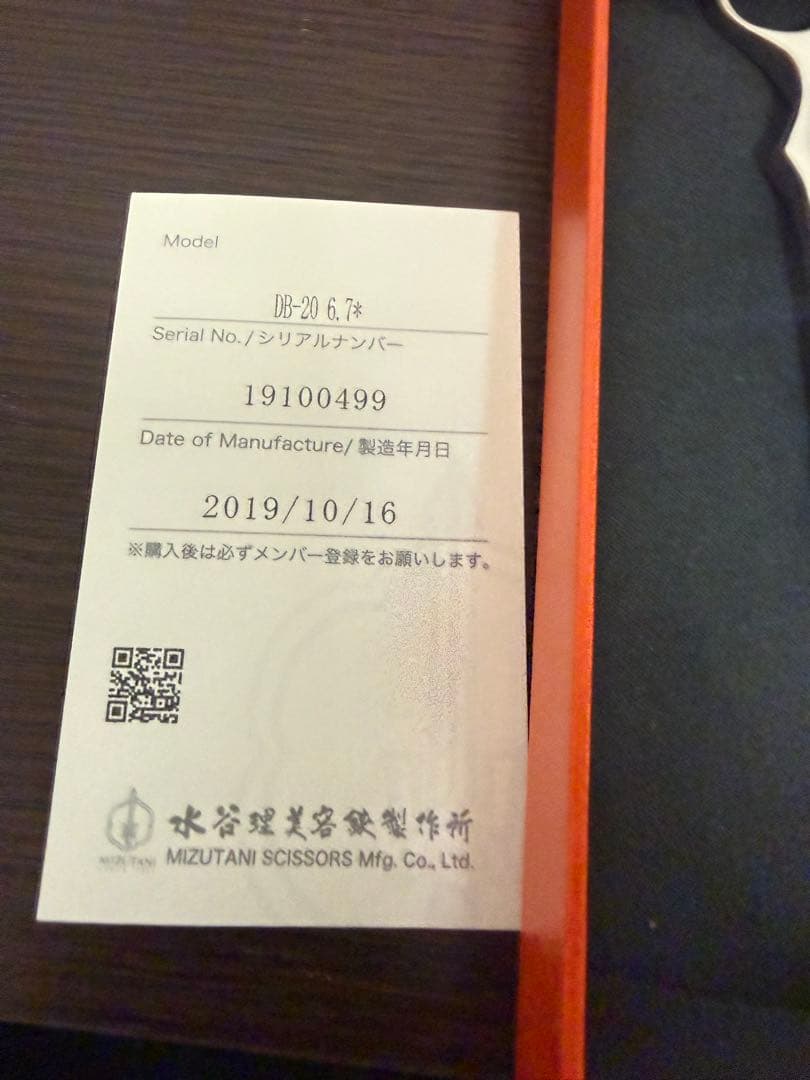 Model
DB-20 6.7*
Serial No./シリアルナンバー
19100499
Date of Manufacture/製造年月日
2019/10/16
※購入後は必ずメンバー登録をお願いします。
水谷理美容鋏製作所
MIZUTANI
MIZUTANI SCISSORS Mfg. Co., Ltd.